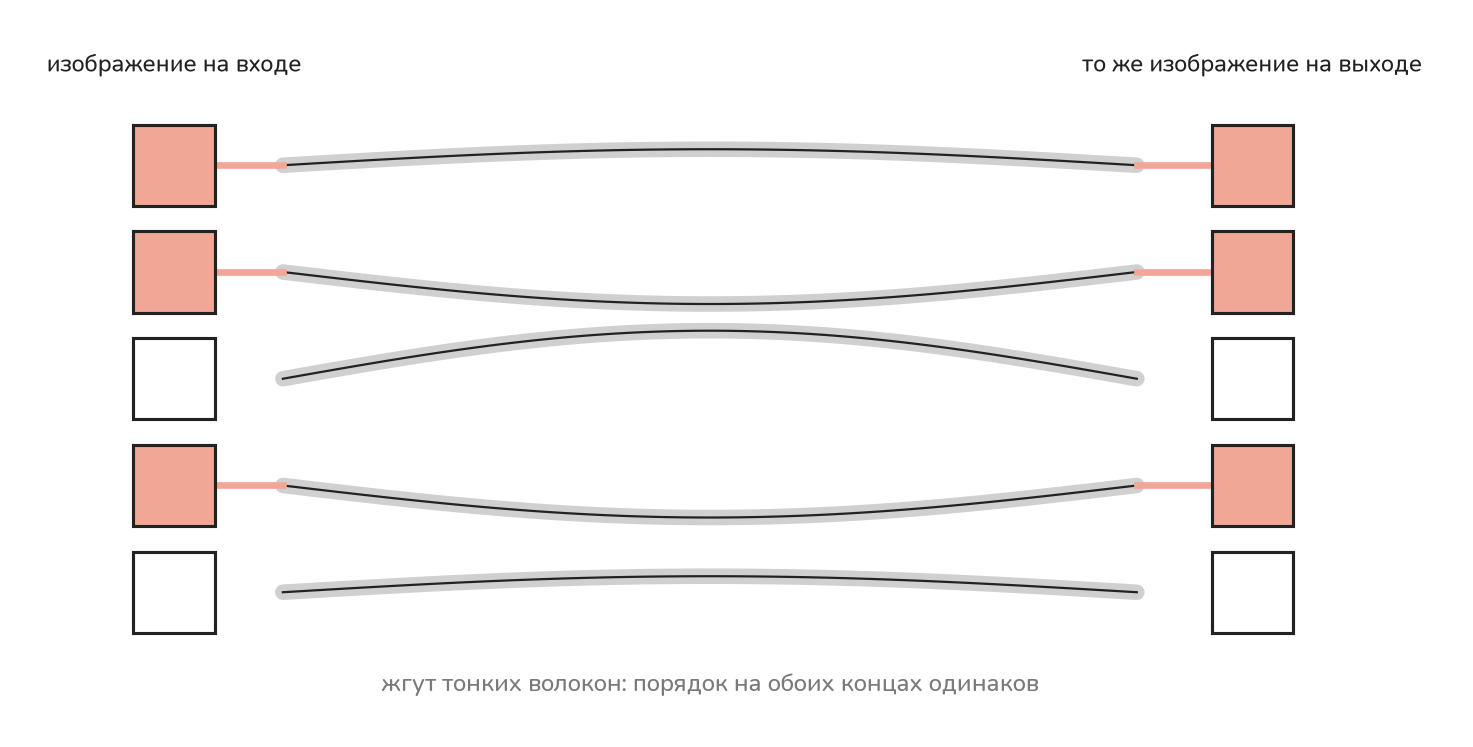 изображение на входе
то же изображение на выходе
жгут тонких волокон: порядок на обоих концах одинаков